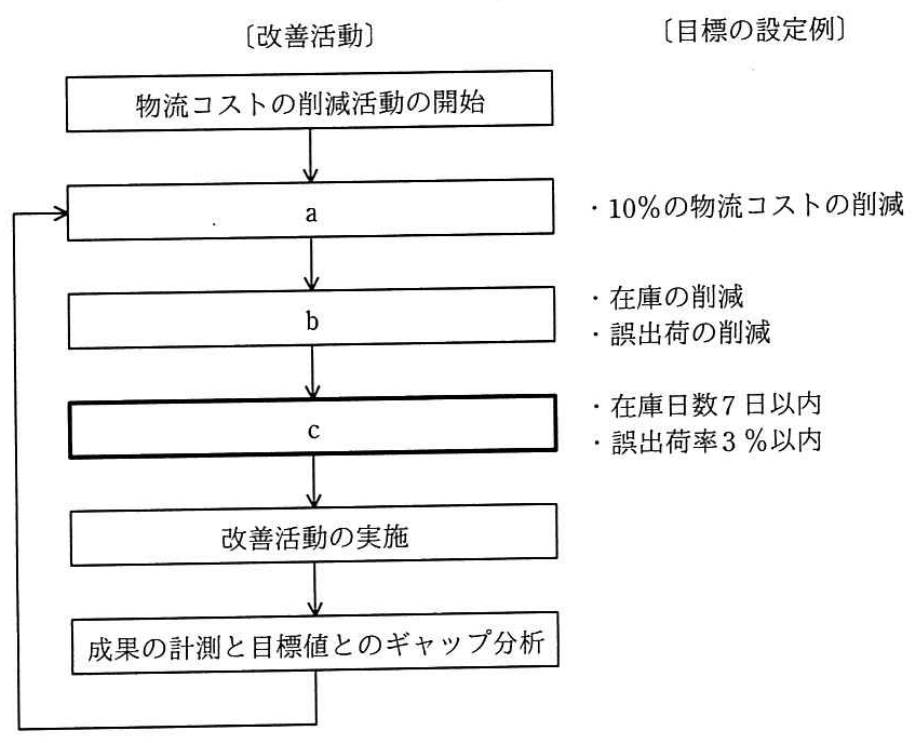 〔改善活動〕
〔目標の設定例〕
物流コストの削減活動の開始
a
・10%の物流コストの削減
b
・在庫の削減
・誤出荷の削減
c
・在庫日数7日以内
・誤出荷率3%以内
改善活動の実施
成果の計測と目標値とのギャップ分析